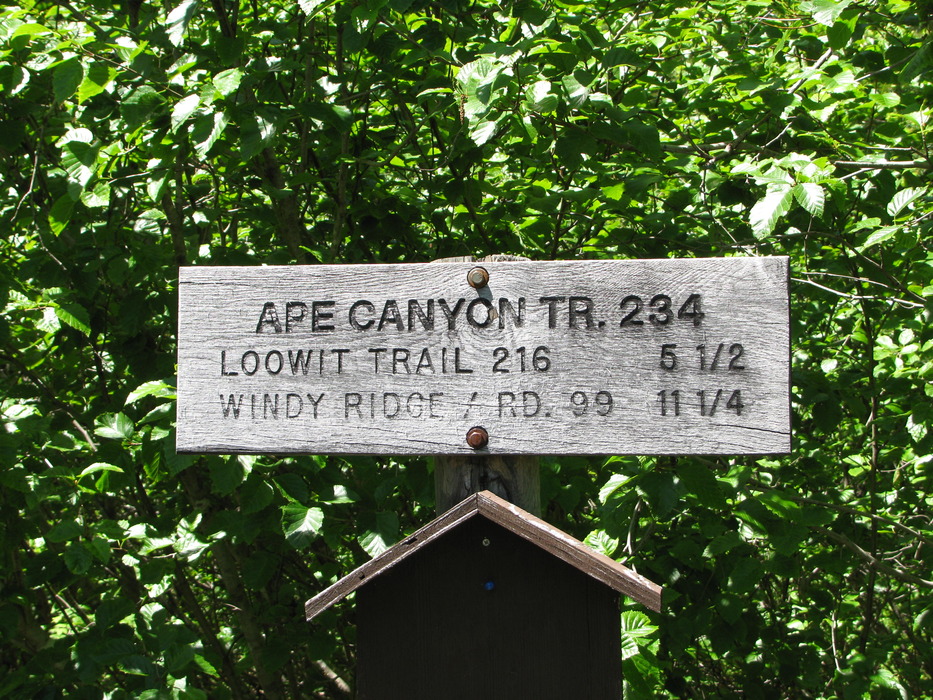 APE CANYON TR. 234
LOOWIT TRAIL 216 5 1/2
WINDY RIDGE / RD. 99 11 1/4